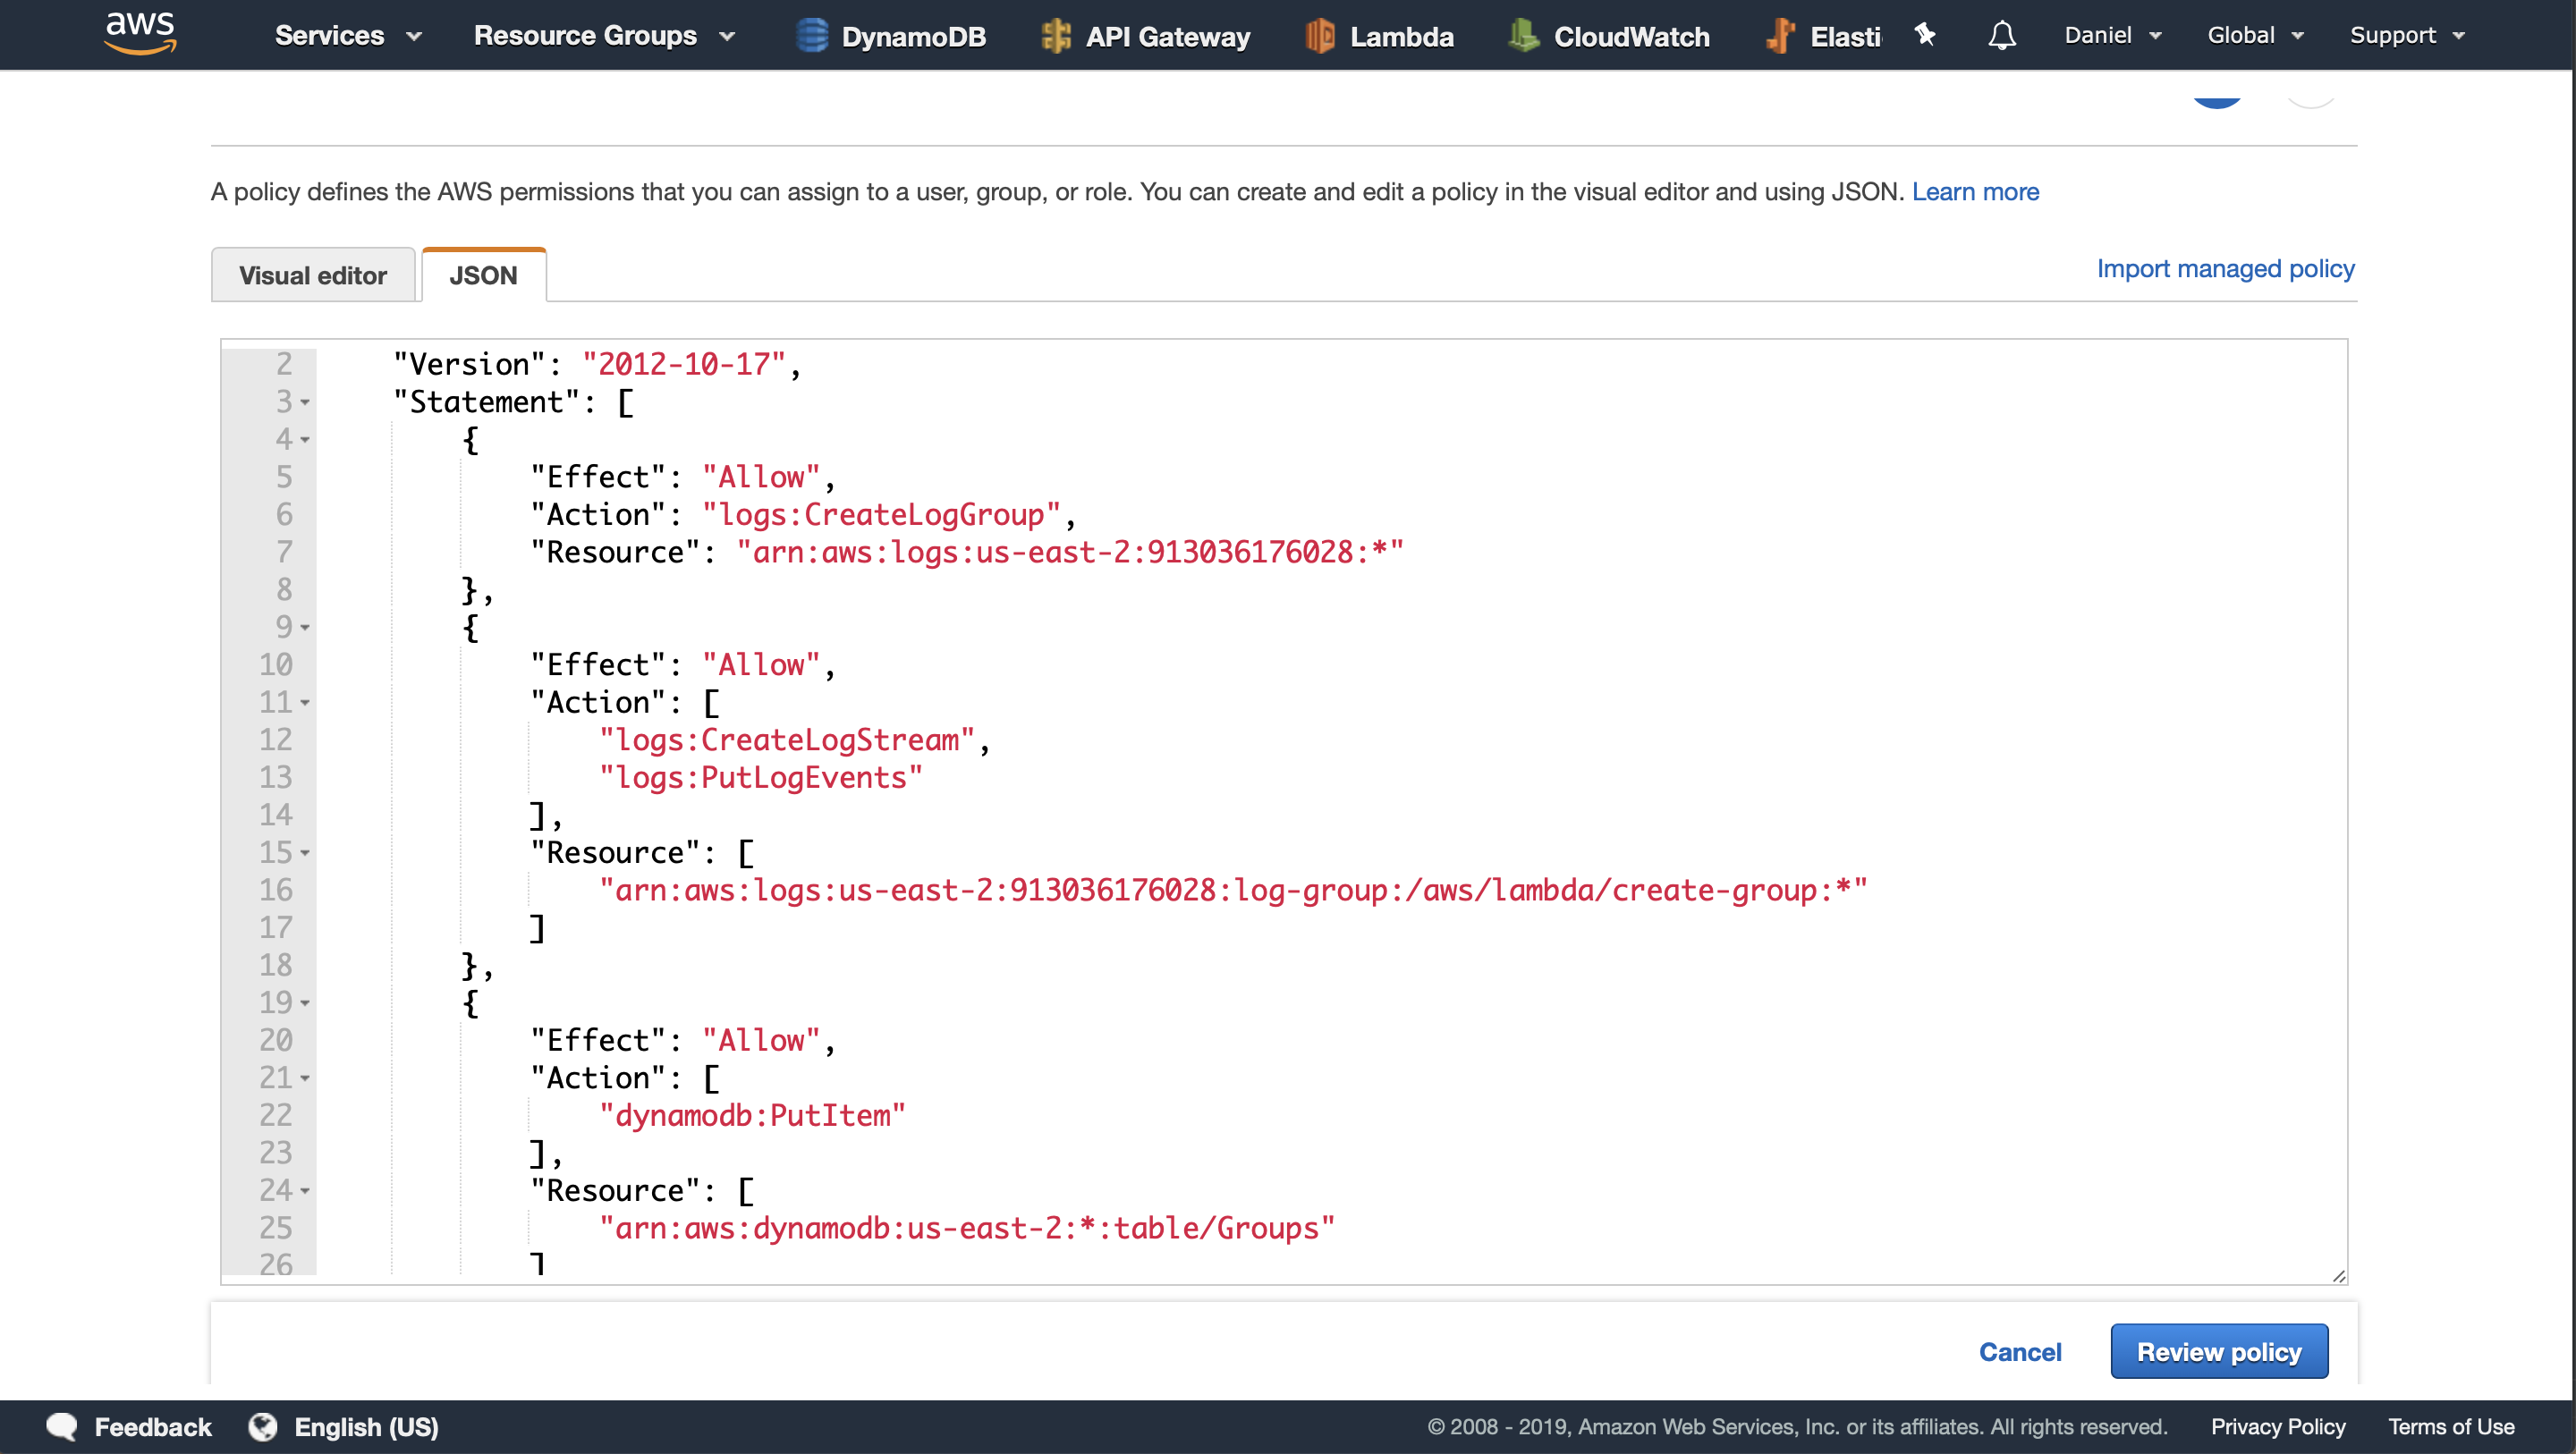 aws Services Resource Groups DynamoDB API Gateway Lambda CloudWatch Elasti Daniel Global Support
A policy defines the AWS permissions that you can assign to a user, group, or role. You can create and edit a policy in the visual editor and using JSON. Learn more
Visual editor JSON Import managed policy
2 "Version": "2012-10-17",
3 "Statement": [
4 {
5 "Effect": "Allow",
6 "Action": "logs:CreateLogGroup",
7 "Resource": "arn:aws:logs:us-east-2:913036176028:*"
8 },
9 {
10 "Effect": "Allow",
11 "Action": [
12 "logs:CreateLogStream",
13 "logs:PutLogEvents"
14 ],
15 "Resource": [
16 "arn:aws:logs:us-east-2:913036176028:log-group:/aws/lambda/create-group:*"
17 ]
18 },
19 {
20 "Effect": "Allow",
21 "Action": [
22 "dynamodb:PutItem"
23 ],
24 "Resource": [
25 "arn:aws:dynamodb:us-east-2:*:table/Groups"
26 ]
Cancel Review policy
Feedback English (US) © 2008 - 2019, Amazon Web Services, Inc. or its affiliates. All rights reserved. Privacy Policy Terms of Use